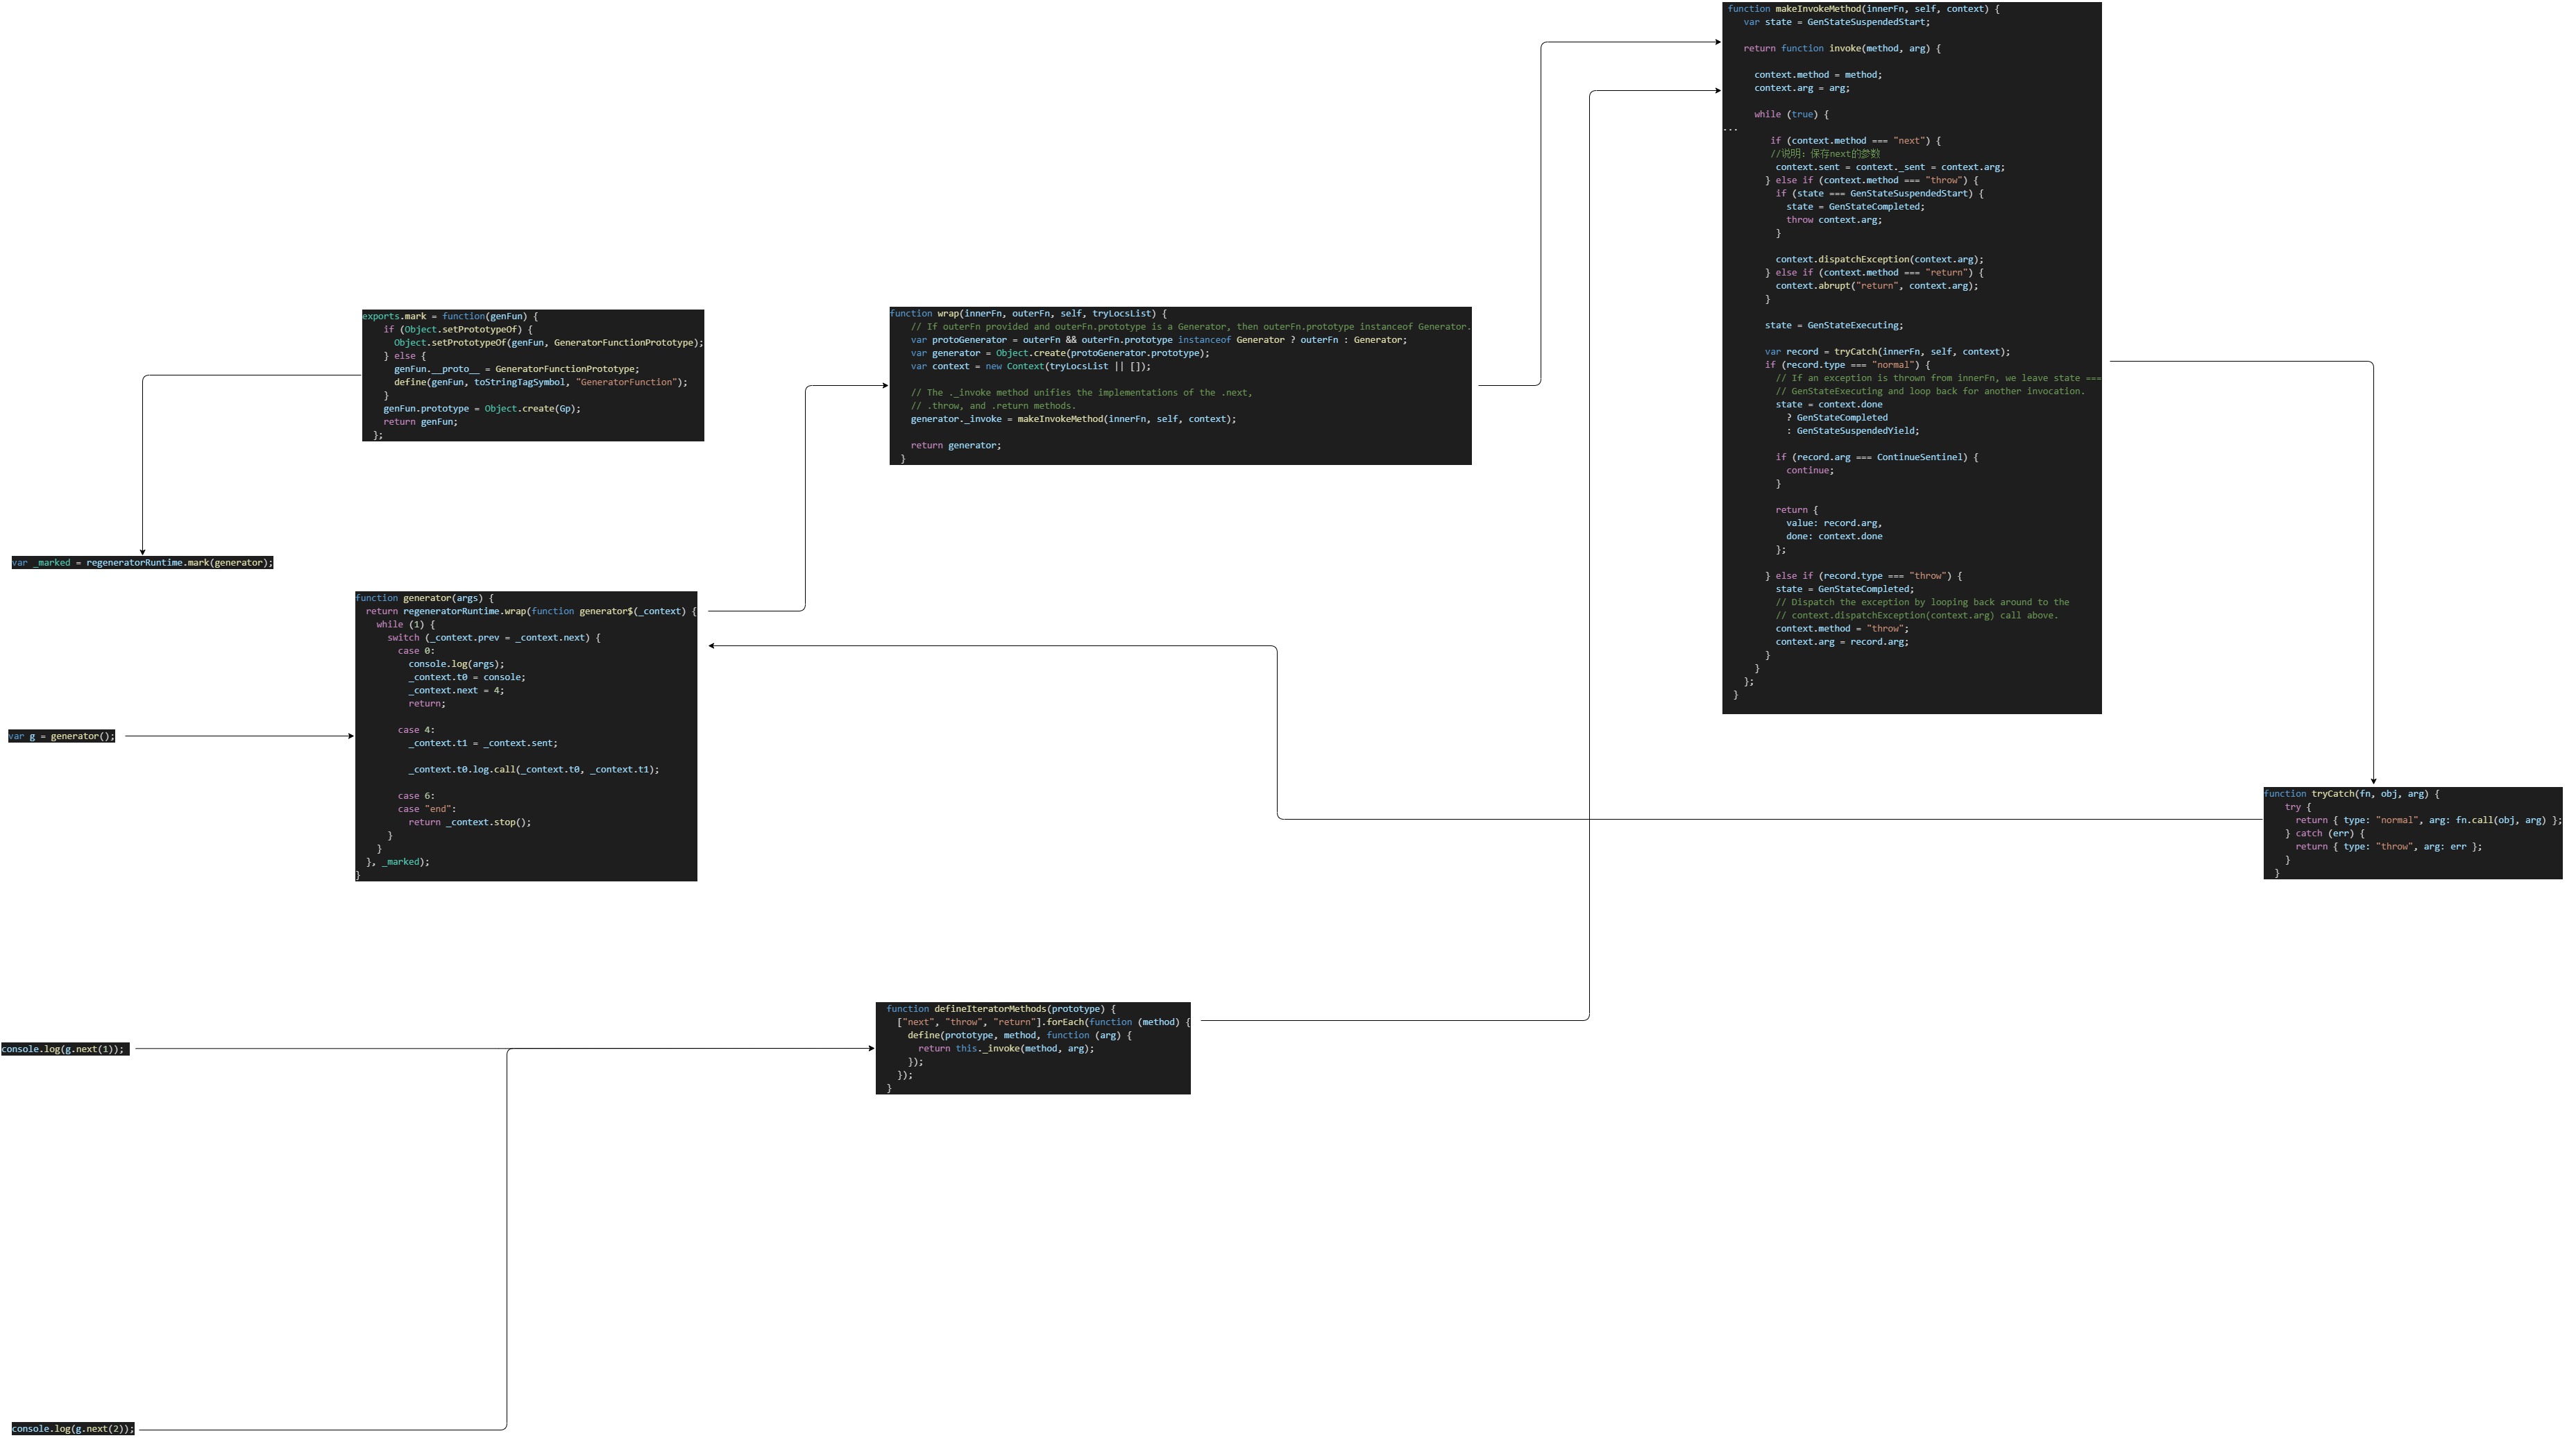 function makeInvokeMethod(innerFn, self, context) {
var state = GenStateSuspendedStart;
return function invoke(method, arg) {
context.method = method;
context.arg = arg;
while (true) {
...
if (context.method === "next") {
//说明：保存next的参数
context.sent = context._sent = context.arg;
} else if (context.method === "throw") {
if (state === GenStateSuspendedStart) {
state = GenStateCompleted;
throw context.arg;
}
context.dispatchException(context.arg);
} else if (context.method === "return") {
context.abrupt("return", context.arg);
}
state = GenStateExecuting;
var record = tryCatch(innerFn, self, context);
if (record.type === "normal") {
// If an exception is thrown from innerFn, we leave state ===
// GenStateExecuting and loop back for another invocation.
state = context.done
? GenStateCompleted
: GenStateSuspendedYield;
if (record.arg === ContinueSentinel) {
continue;
}
return {
value: record.arg,
done: context.done
};
} else if (record.type === "throw") {
state = GenStateCompleted;
// Dispatch the exception by looping back around to the
// context.dispatchException(context.arg) call above.
context.method = "throw";
context.arg = record.arg;
}
}
};
}
exports.mark = function(genFun) {
if (Object.setPrototypeOf) {
Object.setPrototypeOf(genFun, GeneratorFunctionPrototype);
} else {
genFun.__proto__ = GeneratorFunctionPrototype;
define(genFun, toStringTagSymbol, "GeneratorFunction");
}
genFun.prototype = Object.create(Gp);
return genFun;
};
function wrap(innerFn, outerFn, self, tryLocsList) {
// If outerFn provided and outerFn.prototype is a Generator, then outerFn.prototype instanceof Generator.
var protoGenerator = outerFn && outerFn.prototype instanceof Generator ? outerFn : Generator;
var generator = Object.create(protoGenerator.prototype);
var context = new Context(tryLocsList || []);
// The ._invoke method unifies the implementations of the .next,
// .throw, and .return methods.
generator._invoke = makeInvokeMethod(innerFn, self, context);
return generator;
}
var _marked = regeneratorRuntime.mark(generator);
function generator(args) {
return regeneratorRuntime.wrap(function generator$(_context) {
while (1) {
switch (_context.prev = _context.next) {
case 0:
console.log(args);
_context.t0 = console;
_context.next = 4;
return;
case 4:
_context.t1 = _context.sent;
_context.t0.log.call(_context.t0, _context.t1);
case 6:
case "end":
return _context.stop();
}
}
}, _marked);
}
var g = generator();
function tryCatch(fn, obj, arg) {
try {
return { type: "normal", arg: fn.call(obj, arg) };
} catch (err) {
return { type: "throw", arg: err };
}
}
function defineIteratorMethods(prototype) {
["next", "throw", "return"].forEach(function (method) {
define(prototype, method, function (arg) {
return this._invoke(method, arg);
});
});
}
console.log(g.next(1));
console.log(g.next(2));